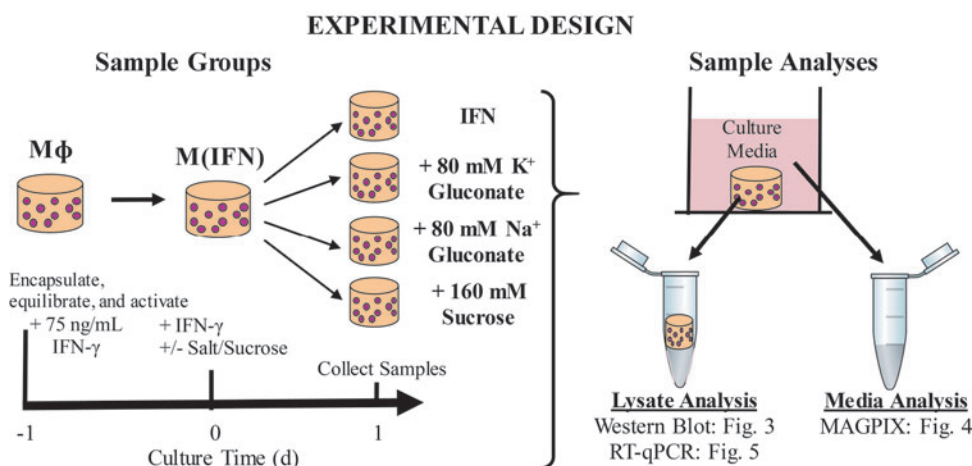 EXPERIMENTAL DESIGN
Sample Groups
Mϕ
M(IFN)
IFN
+ 80 mM K⁺
Gluconate
+ 80 mM Na⁺
Gluconate
+ 160 mM
Sucrose
Encapsulate,
equilibrate, and activate
+ 75 ng/mL
IFN-γ
+ IFN-γ
+/- Salt/Sucrose
Collect Samples
-1
0
1
Culture Time (d)
Sample Analyses
Culture
Media
Lysate Analysis
Western Blot: Fig. 3
RT-qPCR: Fig. 5
Media Analysis
MAGPIX: Fig. 4